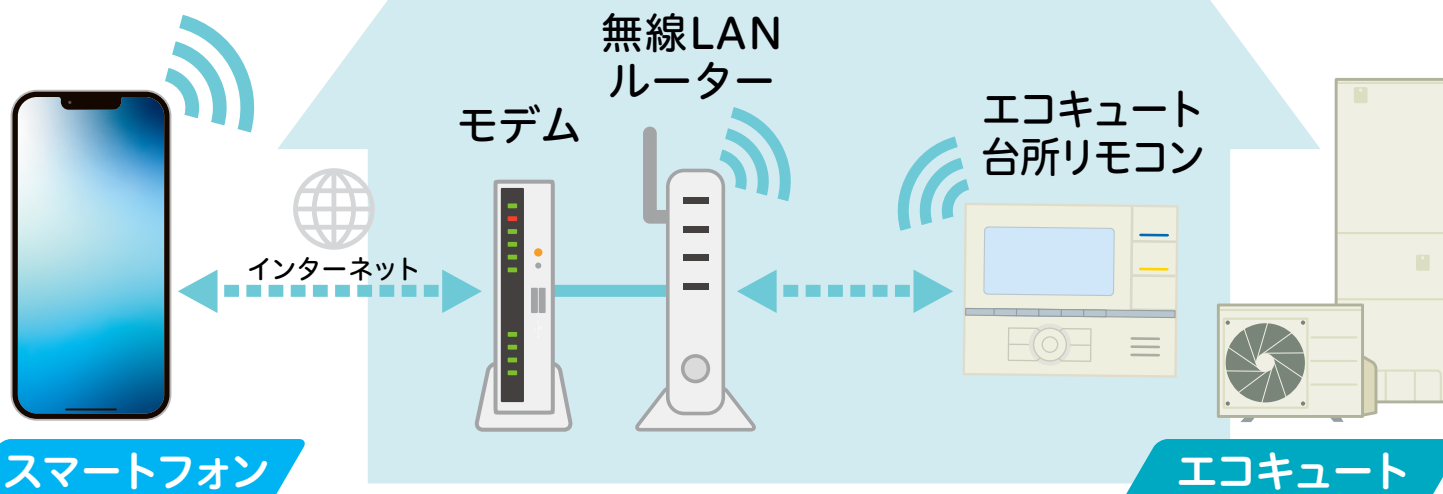 無線LAN
ルーター
モデム
エコキュート
台所リモコン
インターネット
スマートフォン
エコキュート